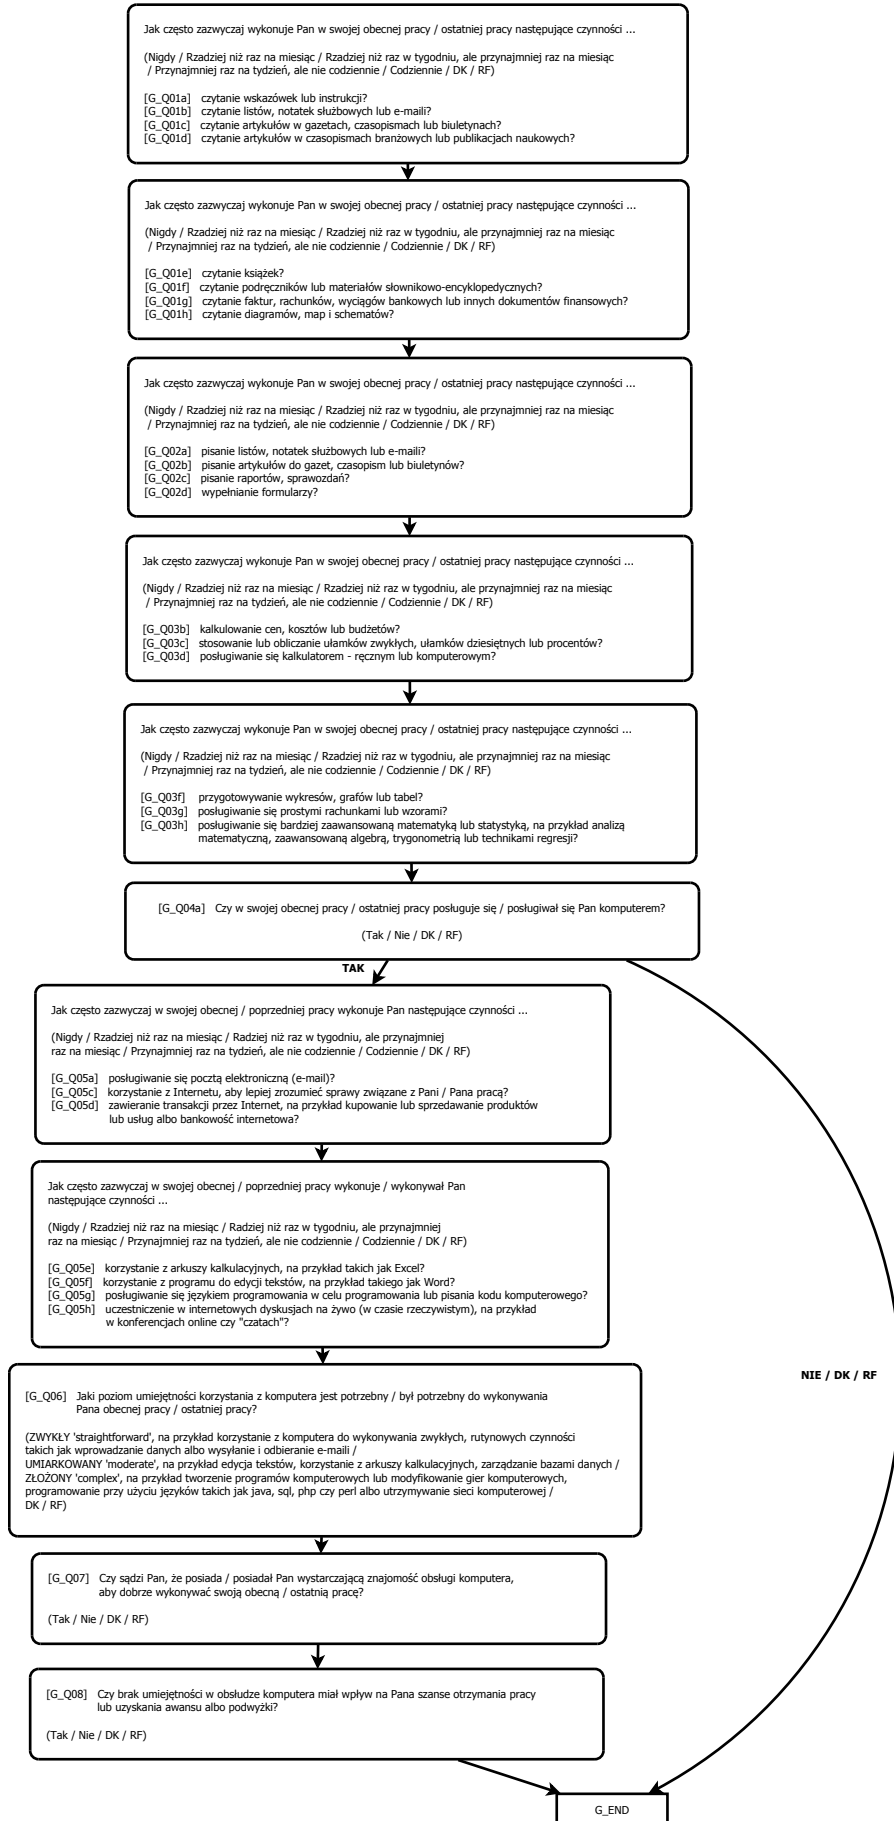 Jak często zazwyczaj wykonuje Pan w swojej obecnej pracy / ostatniej pracy następujące czynności ...
(Nigdy / Rzadziej niż raz na miesiąc / Rzadziej niż raz w tygodniu, ale przynajmniej raz na miesiąc
/ Przynajmniej raz na tydzień, ale nie codziennie / Codziennie / DK / RF)
[G_Q01a] czytanie wskazówek lub instrukcji?
[G_Q01b] czytanie listów, notatek służbowych lub e-maili?
[G_Q01c] czytanie artykułów w gazetach, czasopismach lub biuletynach?
[G_Q01d] czytanie artykułów w czasopismach branżowych lub publikacjach naukowych?
Jak często zazwyczaj wykonuje Pan w swojej obecnej pracy / ostatniej pracy następujące czynności ...
(Nigdy / Rzadziej niż raz na miesiąc / Rzadziej niż raz w tygodniu, ale przynajmniej raz na miesiąc
/ Przynajmniej raz na tydzień, ale nie codziennie / Codziennie / DK / RF)
[G_Q01e] czytanie książek?
[G_Q01f] czytanie podręczników lub materiałów słownikowo-encyklopedycznych?
[G_Q01g] czytanie faktur, rachunków, wyciągów bankowych lub innych dokumentów finansowych?
[G_Q01h] czytanie diagramów, map i schematów?
Jak często zazwyczaj wykonuje Pan w swojej obecnej pracy / ostatniej pracy następujące czynności ...
(Nigdy / Rzadziej niż raz na miesiąc / Rzadziej niż raz w tygodniu, ale przynajmniej raz na miesiąc
/ Przynajmniej raz na tydzień, ale nie codziennie / Codziennie / DK / RF)
[G_Q02a] pisanie listów, notatek służbowych lub e-maili?
[G_Q02b] pisanie artykułów do gazet, czasopism lub biuletynów?
[G_Q02c] pisanie raportów, sprawozdań?
[G_Q02d] wypełnianie formularzy?
Jak często zazwyczaj wykonuje Pan w swojej obecnej pracy / ostatniej pracy następujące czynności ...
(Nigdy / Rzadziej niż raz na miesiąc / Rzadziej niż raz w tygodniu, ale przynajmniej raz na miesiąc
/ Przynajmniej raz na tydzień, ale nie codziennie / Codziennie / DK / RF)
[G_Q03b] kalkulowanie cen, kosztów lub budżetów?
[G_Q03c] stosowanie lub obliczanie ułamków zwykłych, ułamków dziesiętnych lub procentów?
[G_Q03d] posługiwanie się kalkulatorem - ręcznym lub komputerowym?
Jak często zazwyczaj wykonuje Pan w swojej obecnej pracy / ostatniej pracy następujące czynności ...
(Nigdy / Rzadziej niż raz na miesiąc / Rzadziej niż raz w tygodniu, ale przynajmniej raz na miesiąc
/ Przynajmniej raz na tydzień, ale nie codziennie / Codziennie / DK / RF)
[G_Q03f] przygotowywanie wykresów, grafów lub tabel?
[G_Q03g] posługiwanie się prostymi rachunkami lub wzorami?
[G_Q03h] posługiwanie się bardziej zaawansowaną matematyką lub statystyką, na przykład analizą
matematyczną, zaawansowaną algebrą, trygonometrią lub technikami regresji?
[G_Q04a] Czy w swojej obecnej pracy / ostatniej pracy posługuje się / posługiwał się Pan komputerem?
(Tak / Nie / DK / RF)
TAK
Jak często zazwyczaj w swojej obecnej / poprzedniej pracy wykonuje Pan następujące czynności ...
(Nigdy / Rzadziej niż raz na miesiąc / Radziej niż raz w tygodniu, ale przynajmniej
raz na miesiąc / Przynajmniej raz na tydzień, ale nie codziennie / Codziennie / DK / RF)
[G_Q05a] posługiwanie się pocztą elektroniczną (e-mail)?
[G_Q05c] korzystanie z Internetu, aby lepiej zrozumieć sprawy związane z Pani / Pana pracą?
[G_Q05d] zawieranie transakcji przez Internet, na przykład kupowanie lub sprzedawanie produktów
lub usług albo bankowość internetowa?
Jak często zazwyczaj w swojej obecnej / poprzedniej pracy wykonuje / wykonywał Pan
następujące czynności ...
(Nigdy / Rzadziej niż raz na miesiąc / Radziej niż raz w tygodniu, ale przynajmniej
raz na miesiąc / Przynajmniej raz na tydzień, ale nie codziennie / Codziennie / DK / RF)
[G_Q05e] korzystanie z arkuszy kalkulacyjnych, na przykład takich jak Excel?
[G_Q05f] korzystanie z programu do edycji tekstów, na przykład takiego jak Word?
[G_Q05g] posługiwanie się językiem programowania w celu programowania lub pisania kodu komputerowego?
[G_Q05h] uczestniczenie w internetowych dyskusjach na żywo (w czasie rzeczywistym), na przykład
w konferencjach online czy "czatach"?
NIE / DK / RF
[G_Q06] Jaki poziom umiejętności korzystania z komputera jest potrzebny / był potrzebny do wykonywania
Pana obecnej pracy / ostatniej pracy?
(ZWYKŁY 'straightforward', na przykład korzystanie z komputera do wykonywania zwykłych, rutynowych czynności
takich jak wprowadzanie danych albo wysyłanie i odbieranie e-maili /
UMIARKOWANY 'moderate', na przykład edycja tekstów, korzystanie z arkuszy kalkulacyjnych, zarządzanie bazami danych /
ZŁOŻONY 'complex', na przykład tworzenie programów komputerowych lub modyfikowanie gier komputerowych,
programowanie przy użyciu języków takich jak java, sql, php czy perl albo utrzymywanie sieci komputerowej /
DK / RF)
[G_Q07] Czy sądzi Pan, że posiada / posiadał Pan wystarczającą znajomość obsługi komputera,
aby dobrze wykonywać swoją obecną / ostatnią pracę?
(Tak / Nie / DK / RF)
[G_Q08] Czy brak umiejętności w obsłudze komputera miał wpływ na Pana szanse otrzymania pracy
lub uzyskania awansu albo podwyżki?
(Tak / Nie / DK / RF)
G_END